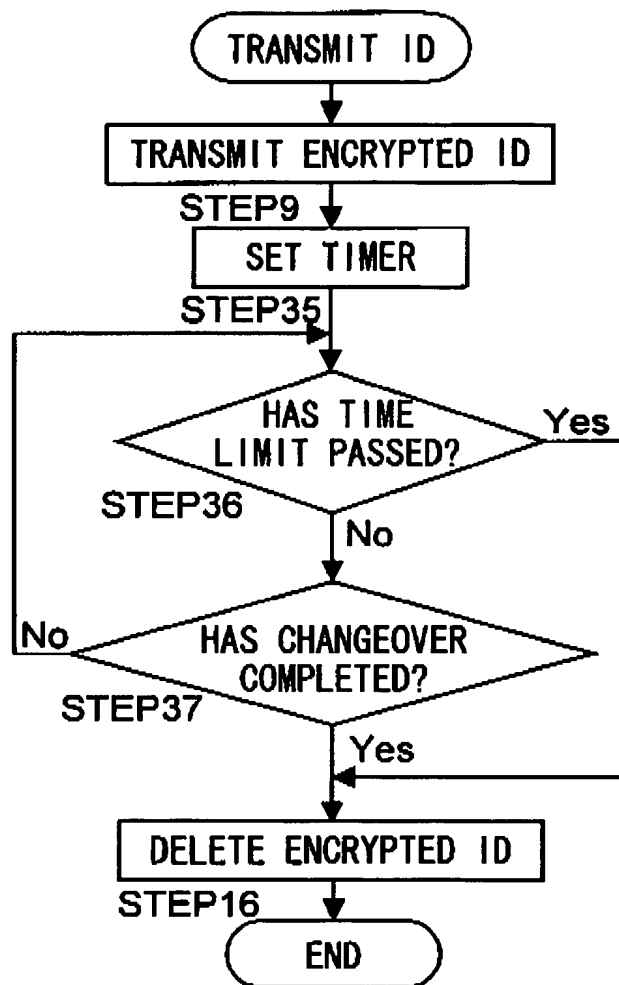 TRANSMIT ID
TRANSMIT ENCRYPTED ID
STEP9
SET TIMER
STEP35
HAS TIME
LIMIT PASSED?
Yes
STEP36
No
HAS CHANGEOVER
COMPLETED?
No
STEP37
Yes
DELETE ENCRYPTED ID
STEP16
END